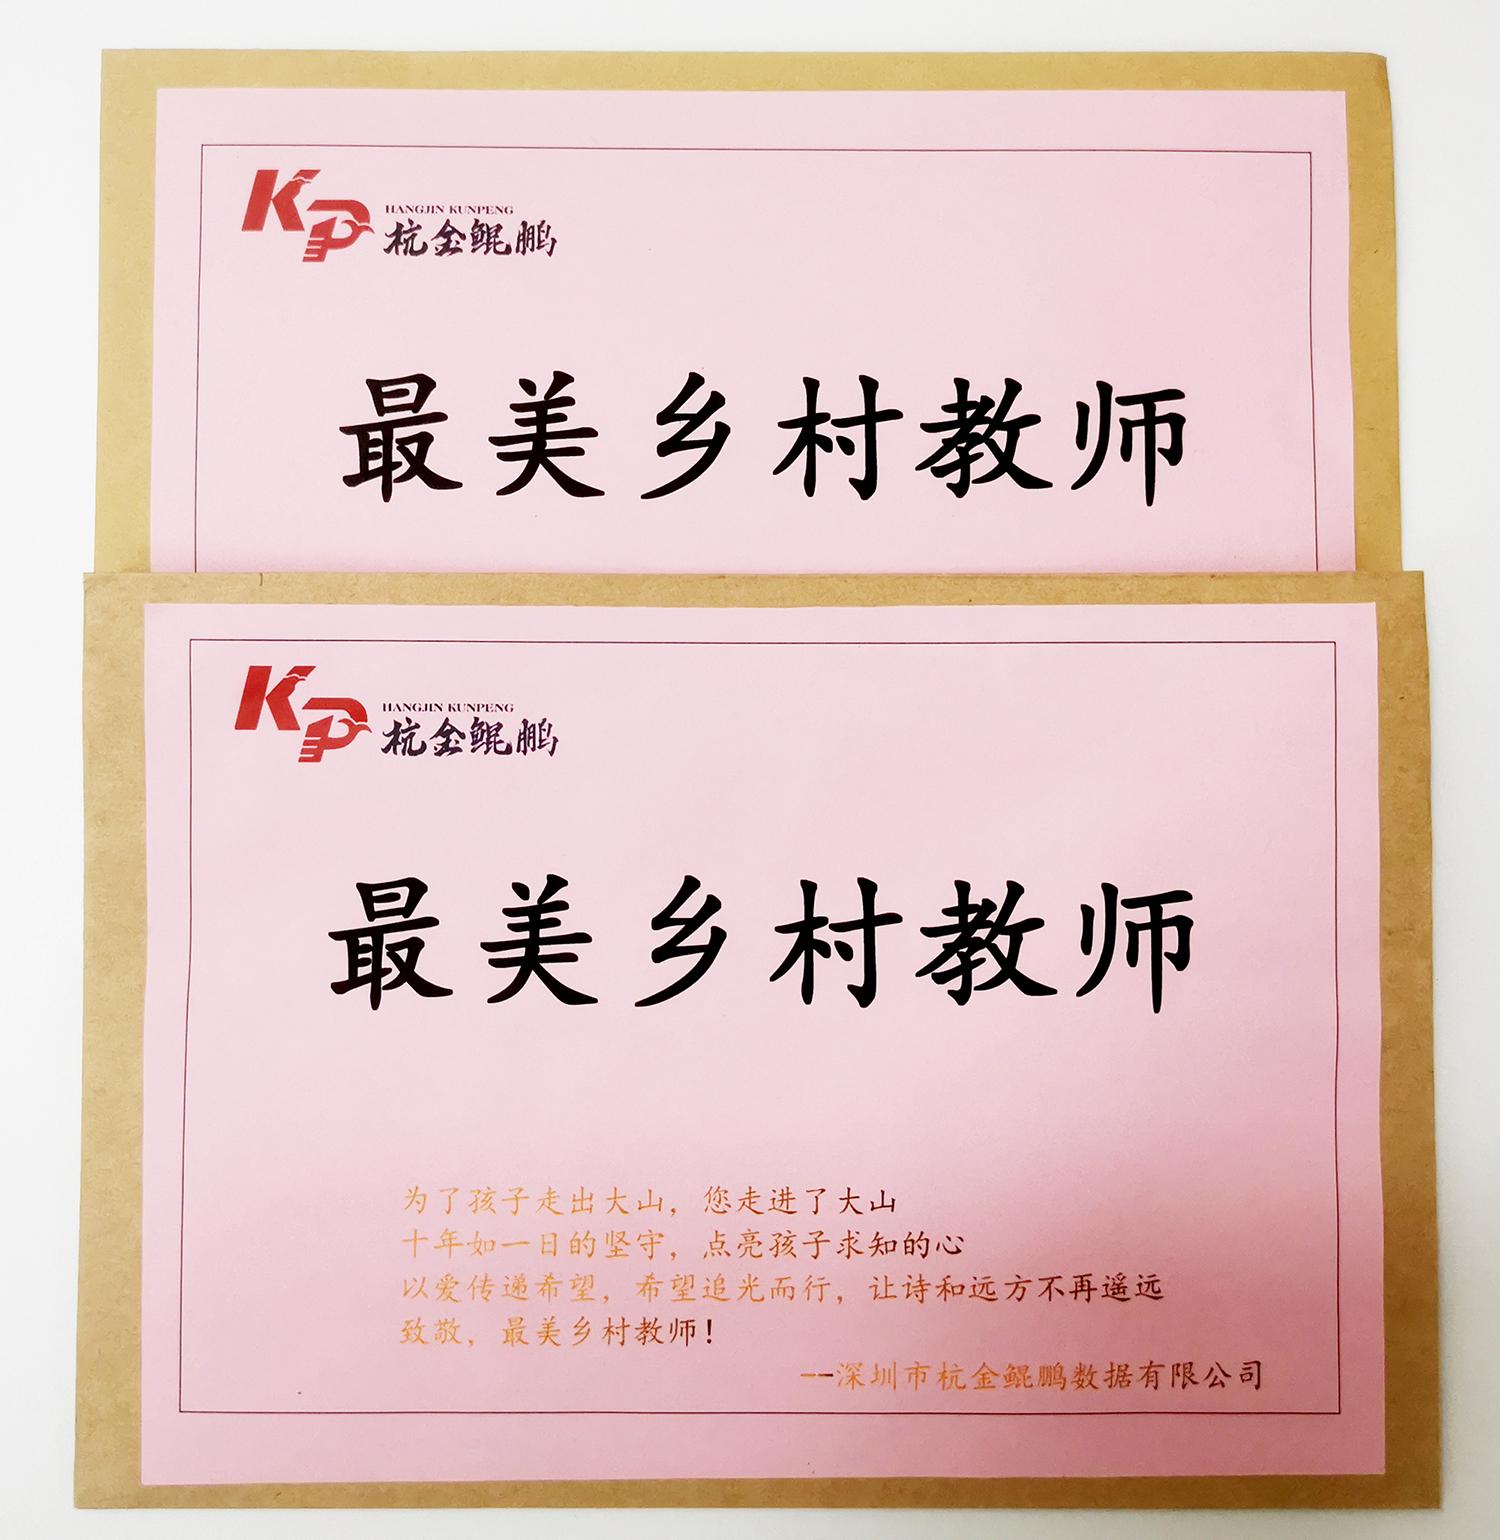 KP
HANGJIN KUNPENG
杭金鲲鹏
最美乡村教师
KP
HANGJIN KUNPENG
杭金鲲鹏
最美乡村教师
为了孩子走出大山，您走进了大山
十年如一日的坚守，点亮孩子求知的心
以爱传递希望，希望追光而行，让诗和远方不再遥远
致敬，最美乡村教师！
--深圳市杭金鲲鹏数据有限公司